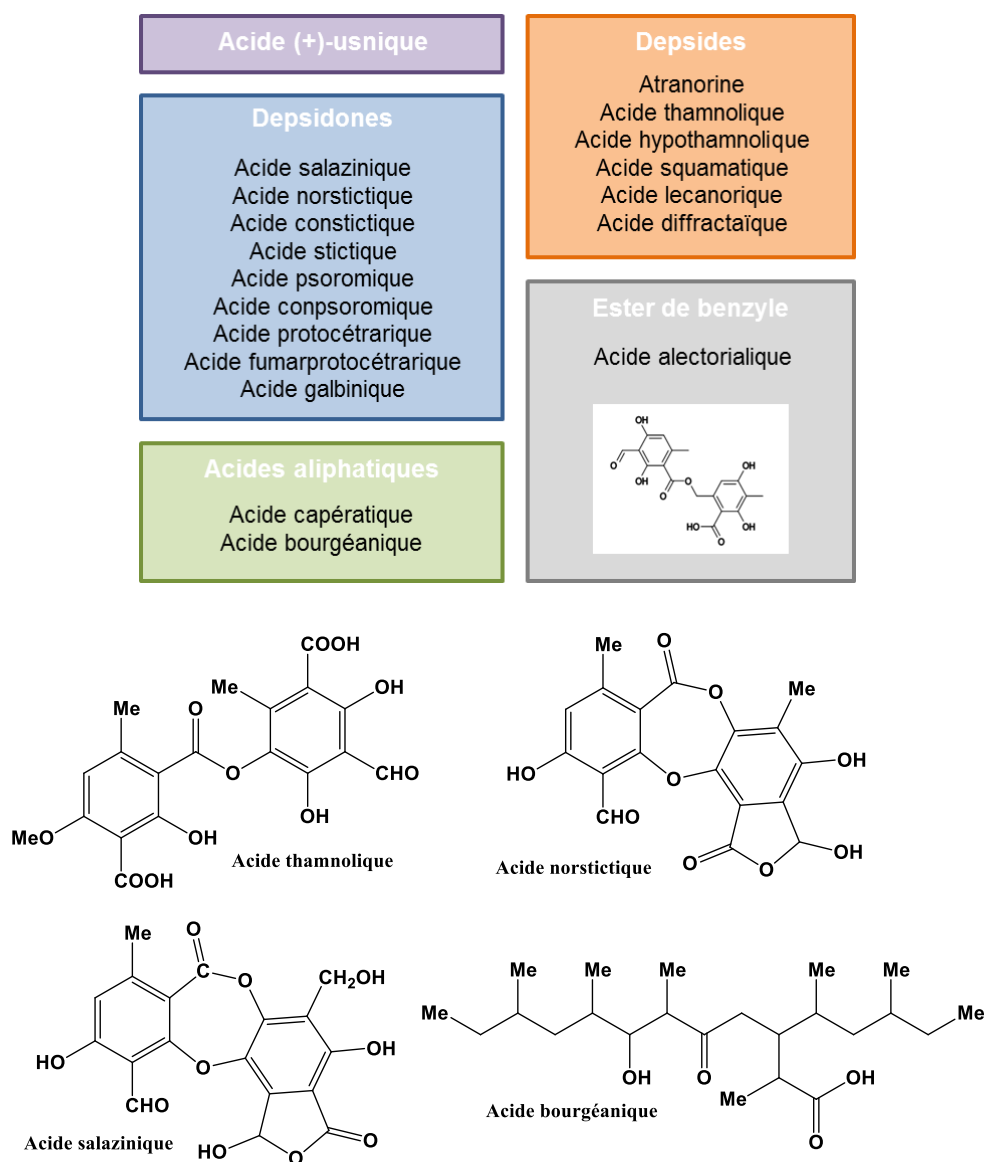 Acide (+)-usnique
Depsidones
Acide salazinique
Acide norstictique
Acide constictique
Acide stictique
Acide psoromique
Acide conpsoromique
Acide protocétrarique
Acide fumarprotocétrarique
Acide galbinique
Acides aliphatiques
Acide capératique
Acide bourgéanique
Depsides
Atranorine
Acide thamnolique
Acide hypothamnolique
Acide squamatique
Acide lecanorique
Acide diffractaïque
Ester de benzyle
Acide alectorialique
OH
O
OH
O
O
OH
HO
O
OH
COOH
Me
OH
Me
O
O
CHO
OH
MeO
OH
COOH
Acide thamnolique
Me
O
O
Me
HO
O
OH
CHO
O
O
OH
Acide norstictique
Me
O
C
O
CH2OH
HO
O
OH
CHO
HO
O
O
Acide salazinique
Me
Me
Me
Me
Me
Me
Me
OH
O
Me
OH
O
Acide bourgéanique